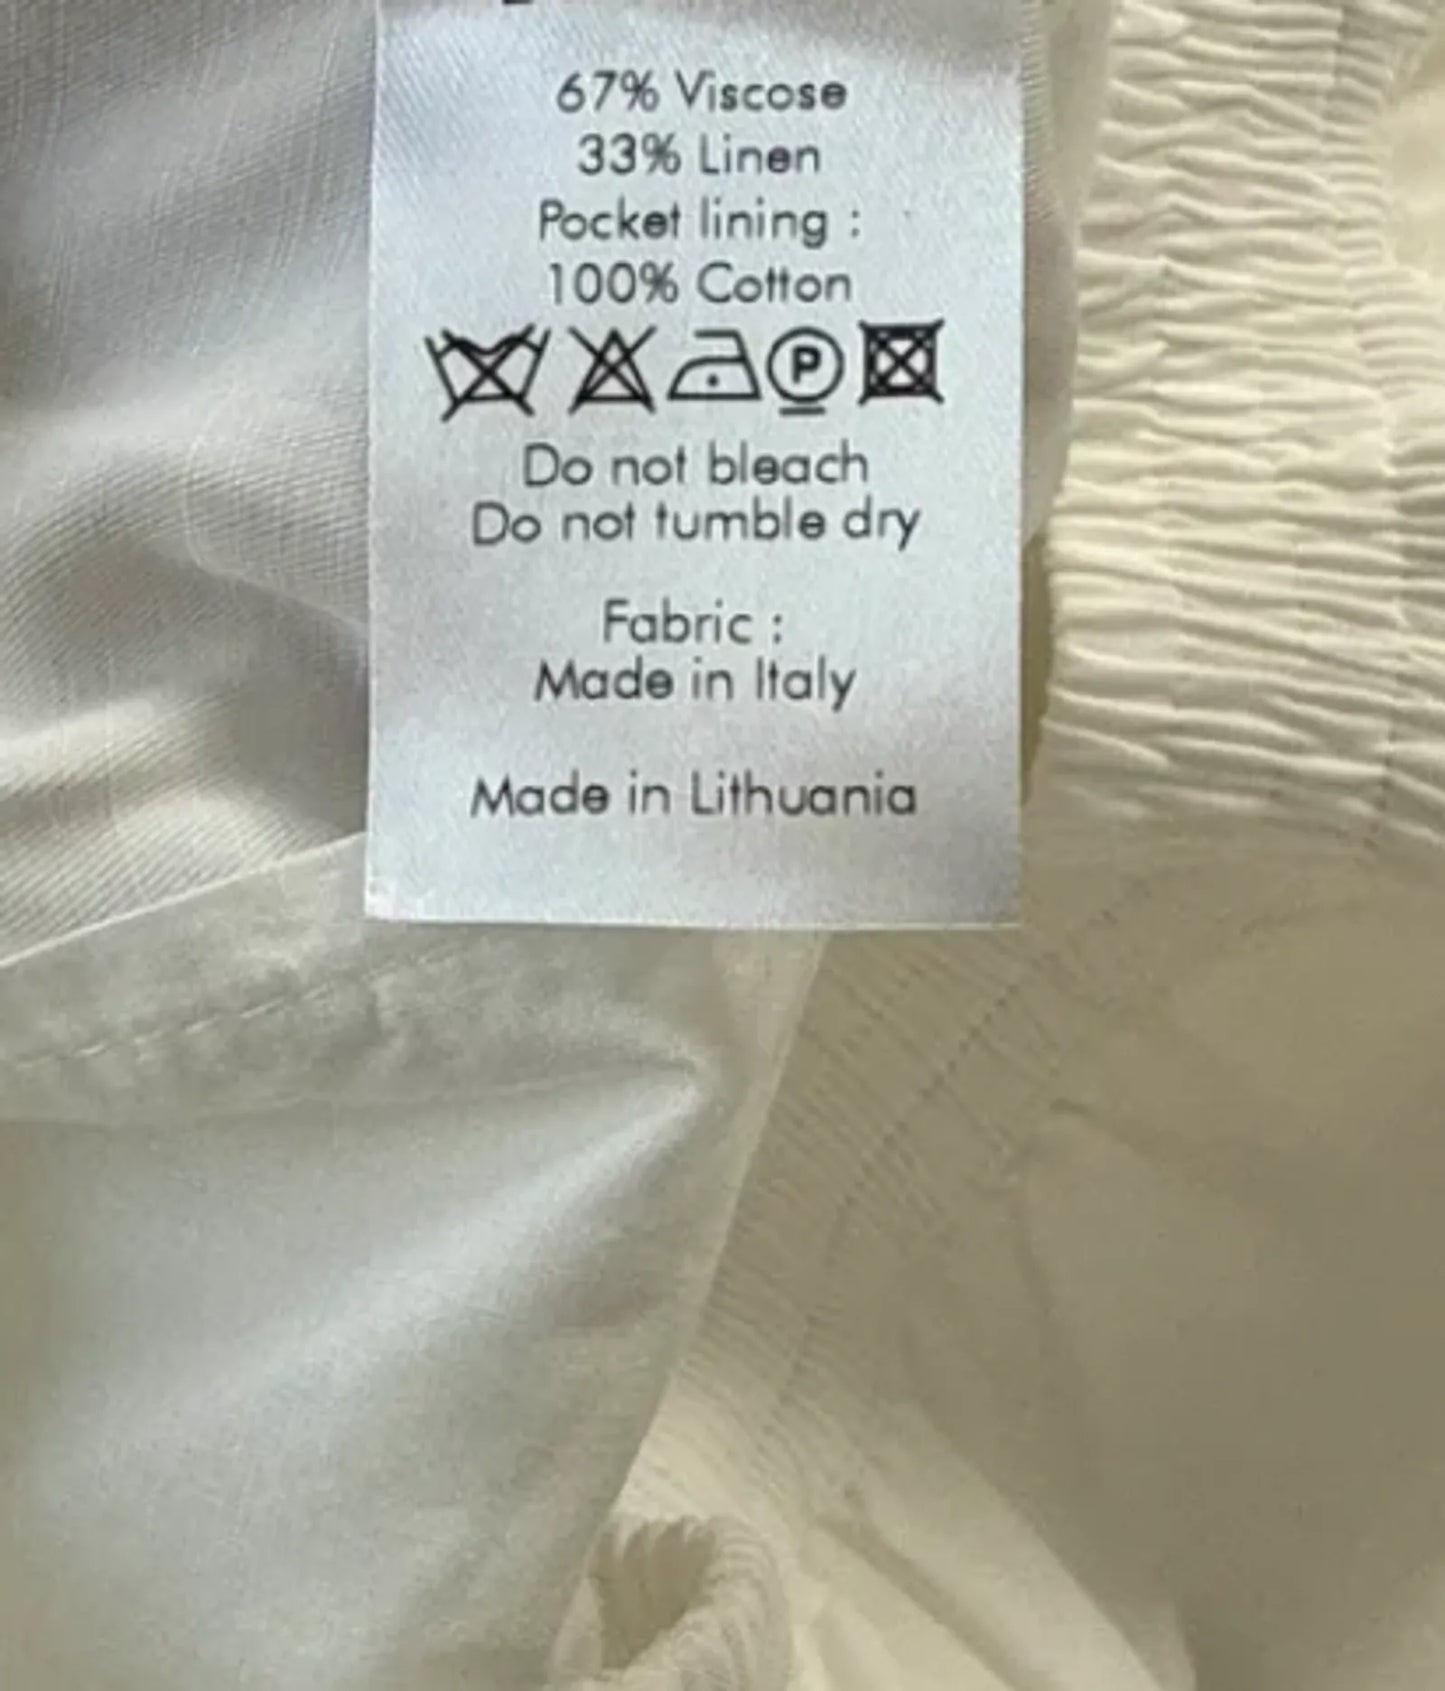 67% Viscose
33% Linen
Pocket lining :
100% Cotton
P
Do not bleach
Do not tumble dry
Fabric :
Made in Italy
Made in Lithuania